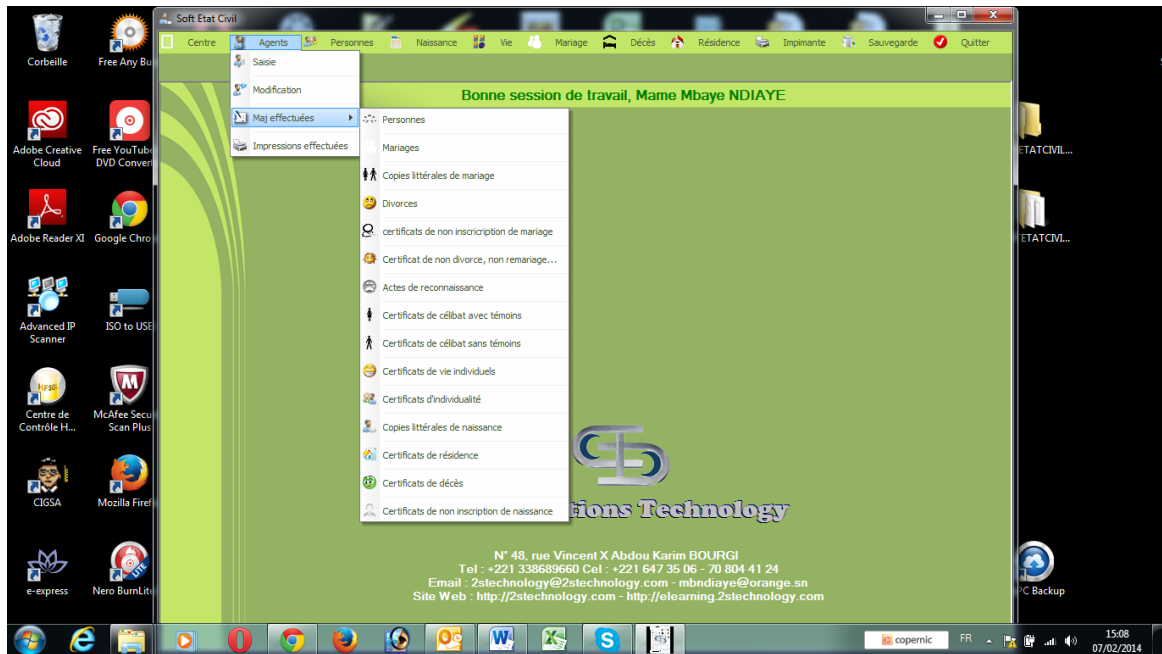 Soft Etat Civil
Centre Agents Personnes Naissance Vie Mariage Décès Résidence Impimante Sauvegarde Quitter
Saisie
Modification
Maj effectuées
Impressions effectuées
Personnes
Mariages
Copies littérales de mariage
Divorces
certificats de non inscricription de mariage
Certificat de non divorce, non remariage...
Actes de reconnaissance
Certificats de célibat avec témoins
Certificats de célibat sans témoins
Certificats de vie individuels
Certificats d'individualité
Copies littérales de naissance
Certificats de résidence
Certificats de décès
Certificats de non inscription de naissance
Bonne session de travail, Mame Mbaye NDIAYE
tions Technology
N° 48, rue Vincent X Abdou Karim BOURGI
Tel : +221 338689660 Cel : +221 647 35 06 - 70 804 41 24
Email : 2stechnology@2stechnology.com - mbndiaye@orange.sn
Site Web : http://2stechnology.com - http://elearning.2stechnology.com
Corbeille
Free Any Bu
Adobe Creative
Cloud
Free YouTube
DVD Convert
Adobe Reader XI
Google Chro
Advanced IP
Scanner
ISO to USB
HiFSQL
Centre de
Contrôle H...
McAfee Secu
Scan Plus
CIGSA
Mozilla Firef
e-express
Nero BurnLite
ETATCIVIL...
ETATCIVI...
PC Backup
copernic
FR
15:08
07/02/2014